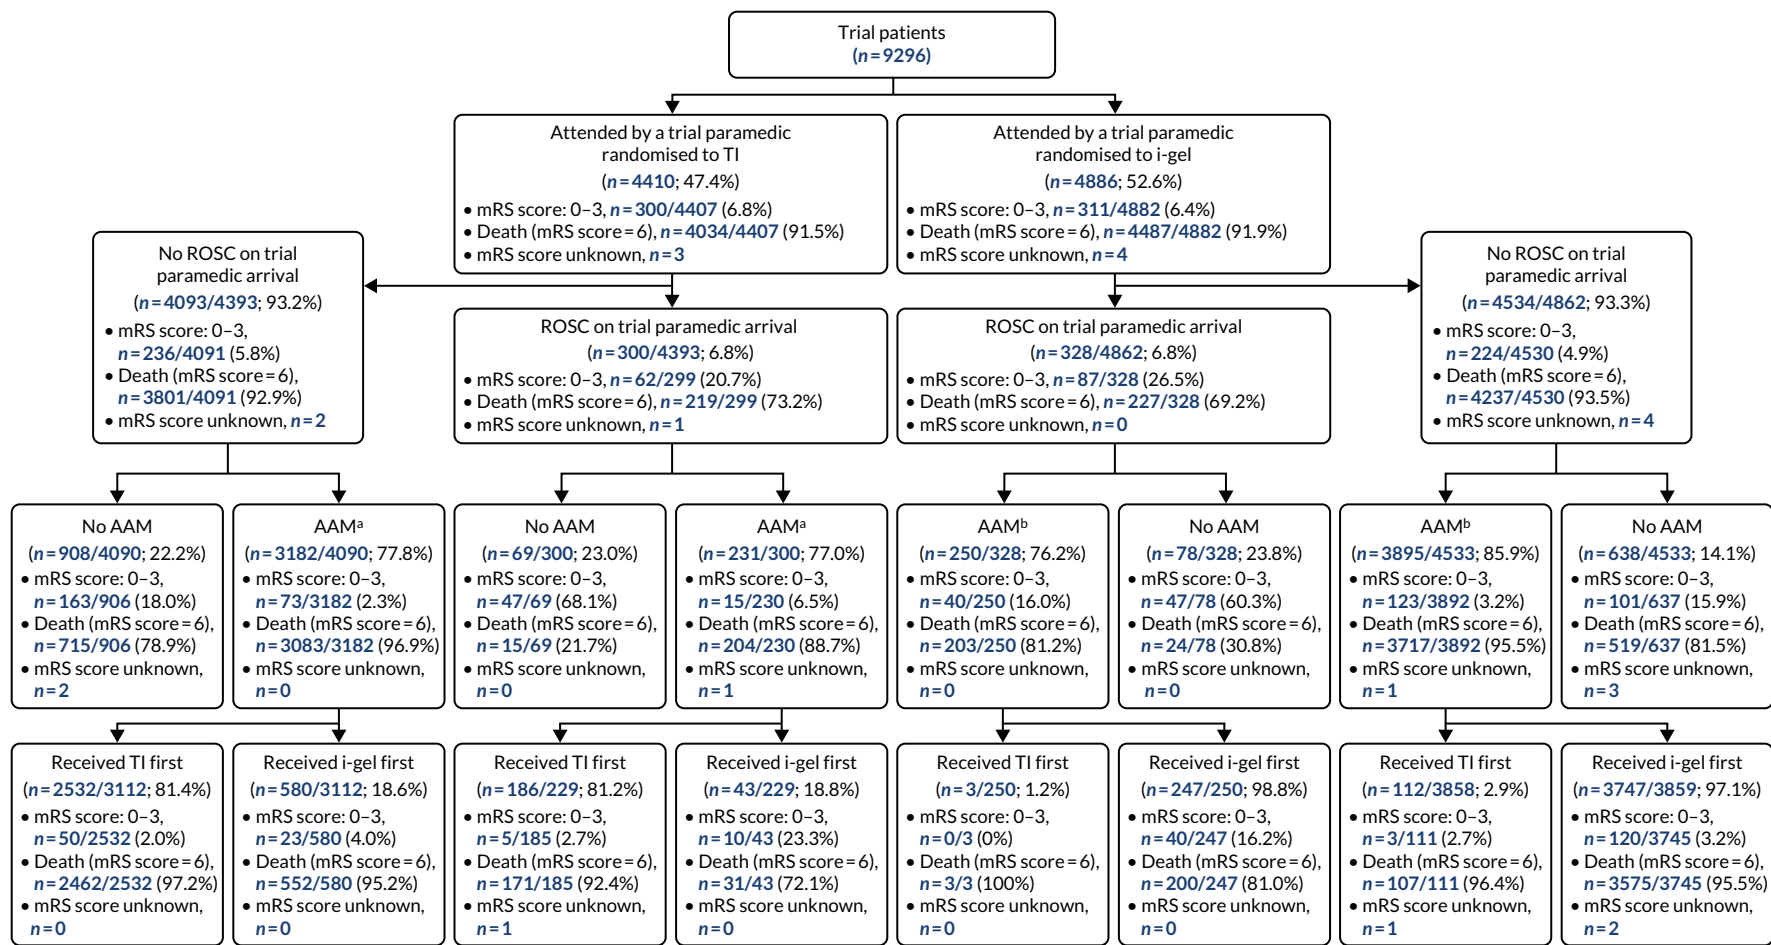 Trial patients
(n=9296)
Attended by a trial paramedic
randomised to TI
(n=4410; 47.4%)
• mRS score: 0–3, n=300/4407 (6.8%)
• Death (mRS score=6), n=4034/4407 (91.5%)
• mRS score unknown, n=3
Attended by a trial paramedic
randomised to i-gel
(n=4886; 52.6%)
• mRS score: 0–3, n=311/4882 (6.4%)
• Death (mRS score=6), n=4487/4882 (91.9%)
• mRS score unknown, n=4
No ROSC on trial
paramedic arrival
(n=4093/4393; 93.2%)
• mRS score: 0–3,
n=236/4091 (5.8%)
• Death (mRS score=6),
n=3801/4091 (92.9%)
• mRS score unknown, n=2
ROSC on trial paramedic arrival
(n=300/4393; 6.8%)
• mRS score: 0–3, n=62/299 (20.7%)
• Death (mRS score=6), n=219/299 (73.2%)
• mRS score unknown, n=1
ROSC on trial paramedic arrival
(n=328/4862; 6.8%)
• mRS score: 0–3, n=87/328 (26.5%)
• Death (mRS score=6), n=227/328 (69.2%)
• mRS score unknown, n=0
No ROSC on trial
paramedic arrival
(n=4534/4862; 93.3%)
• mRS score: 0–3,
n=224/4530 (4.9%)
• Death (mRS score=6),
n=4237/4530 (93.5%)
• mRS score unknown, n=4
No AAM
(n=908/4090; 22.2%)
• mRS score: 0–3,
n=163/906 (18.0%)
• Death (mRS score=6),
n=715/906 (78.9%)
• mRS score unknown,
n=2
AAMᵃ
(n=3182/4090; 77.8%)
• mRS score: 0–3,
n=73/3182 (2.3%)
• Death (mRS score=6),
n=3083/3182 (96.9%)
• mRS score unknown,
n=0
No AAM
(n=69/300; 23.0%)
• mRS score: 0–3,
n=47/69 (68.1%)
• Death (mRS score=6),
n=15/69 (21.7%)
• mRS score unknown,
n=0
AAMᵃ
(n=231/300; 77.0%)
• mRS score: 0–3,
n=15/230 (6.5%)
• Death (mRS score=6),
n=204/230 (88.7%)
• mRS score unknown,
n=1
AAMᵇ
(n=250/328; 76.2%)
• mRS score: 0–3,
n=40/250 (16.0%)
• Death (mRS score=6),
n=203/250 (81.2%)
• mRS score unknown,
n=0
No AAM
(n=78/328; 23.8%)
• mRS score: 0–3,
n=47/78 (60.3%)
• Death (mRS score=6),
n=24/78 (30.8%)
• mRS score unknown,
n=0
AAMᵇ
(n=3895/4533; 85.9%)
• mRS score: 0–3,
n=123/3892 (3.2%)
• Death (mRS score=6),
n=3717/3892 (95.5%)
• mRS score unknown,
n=1
No AAM
(n=638/4533; 14.1%)
• mRS score: 0–3,
n=101/637 (15.9%)
• Death (mRS score=6),
n=519/637 (81.5%)
• mRS score unknown,
n=3
Received TI first
(n=2532/3112; 81.4%)
• mRS score: 0–3,
n=50/2532 (2.0%)
• Death (mRS score=6),
n=2462/2532 (97.2%)
• mRS score unknown,
n=0
Received i-gel first
(n=580/3112; 18.6%)
• mRS score: 0–3,
n=23/580 (4.0%)
• Death (mRS score=6),
n=552/580 (95.2%)
• mRS score unknown,
n=0
Received TI first
(n=186/229; 81.2%)
• mRS score: 0–3,
n=5/185 (2.7%)
• Death (mRS score=6),
n=171/185 (92.4%)
• mRS score unknown,
n=1
Received i-gel first
(n=43/229; 18.8%)
• mRS score: 0–3,
n=10/43 (23.3%)
• Death (mRS score=6),
n=31/43 (72.1%)
• mRS score unknown,
n=0
Received TI first
(n=3/250; 1.2%)
• mRS score: 0–3,
n=0/3 (0%)
• Death (mRS score=6),
n=3/3 (100%)
• mRS score unknown,
n=0
Received i-gel first
(n=247/250; 98.8%)
• mRS score: 0–3,
n=40/247 (16.2%)
• Death (mRS score=6),
n=200/247 (81.0%)
• mRS score unknown,
n=0
Received TI first
(n=112/3858; 2.9%)
• mRS score: 0–3,
n=3/111 (2.7%)
• Death (mRS score=6),
n=107/111 (96.4%)
• mRS score unknown,
n=1
Received i-gel first
(n=3747/3859; 97.1%)
• mRS score: 0–3,
n=120/3745 (3.2%)
• Death (mRS score=6),
n=3575/3745 (95.5%)
• mRS score unknown,
n=2